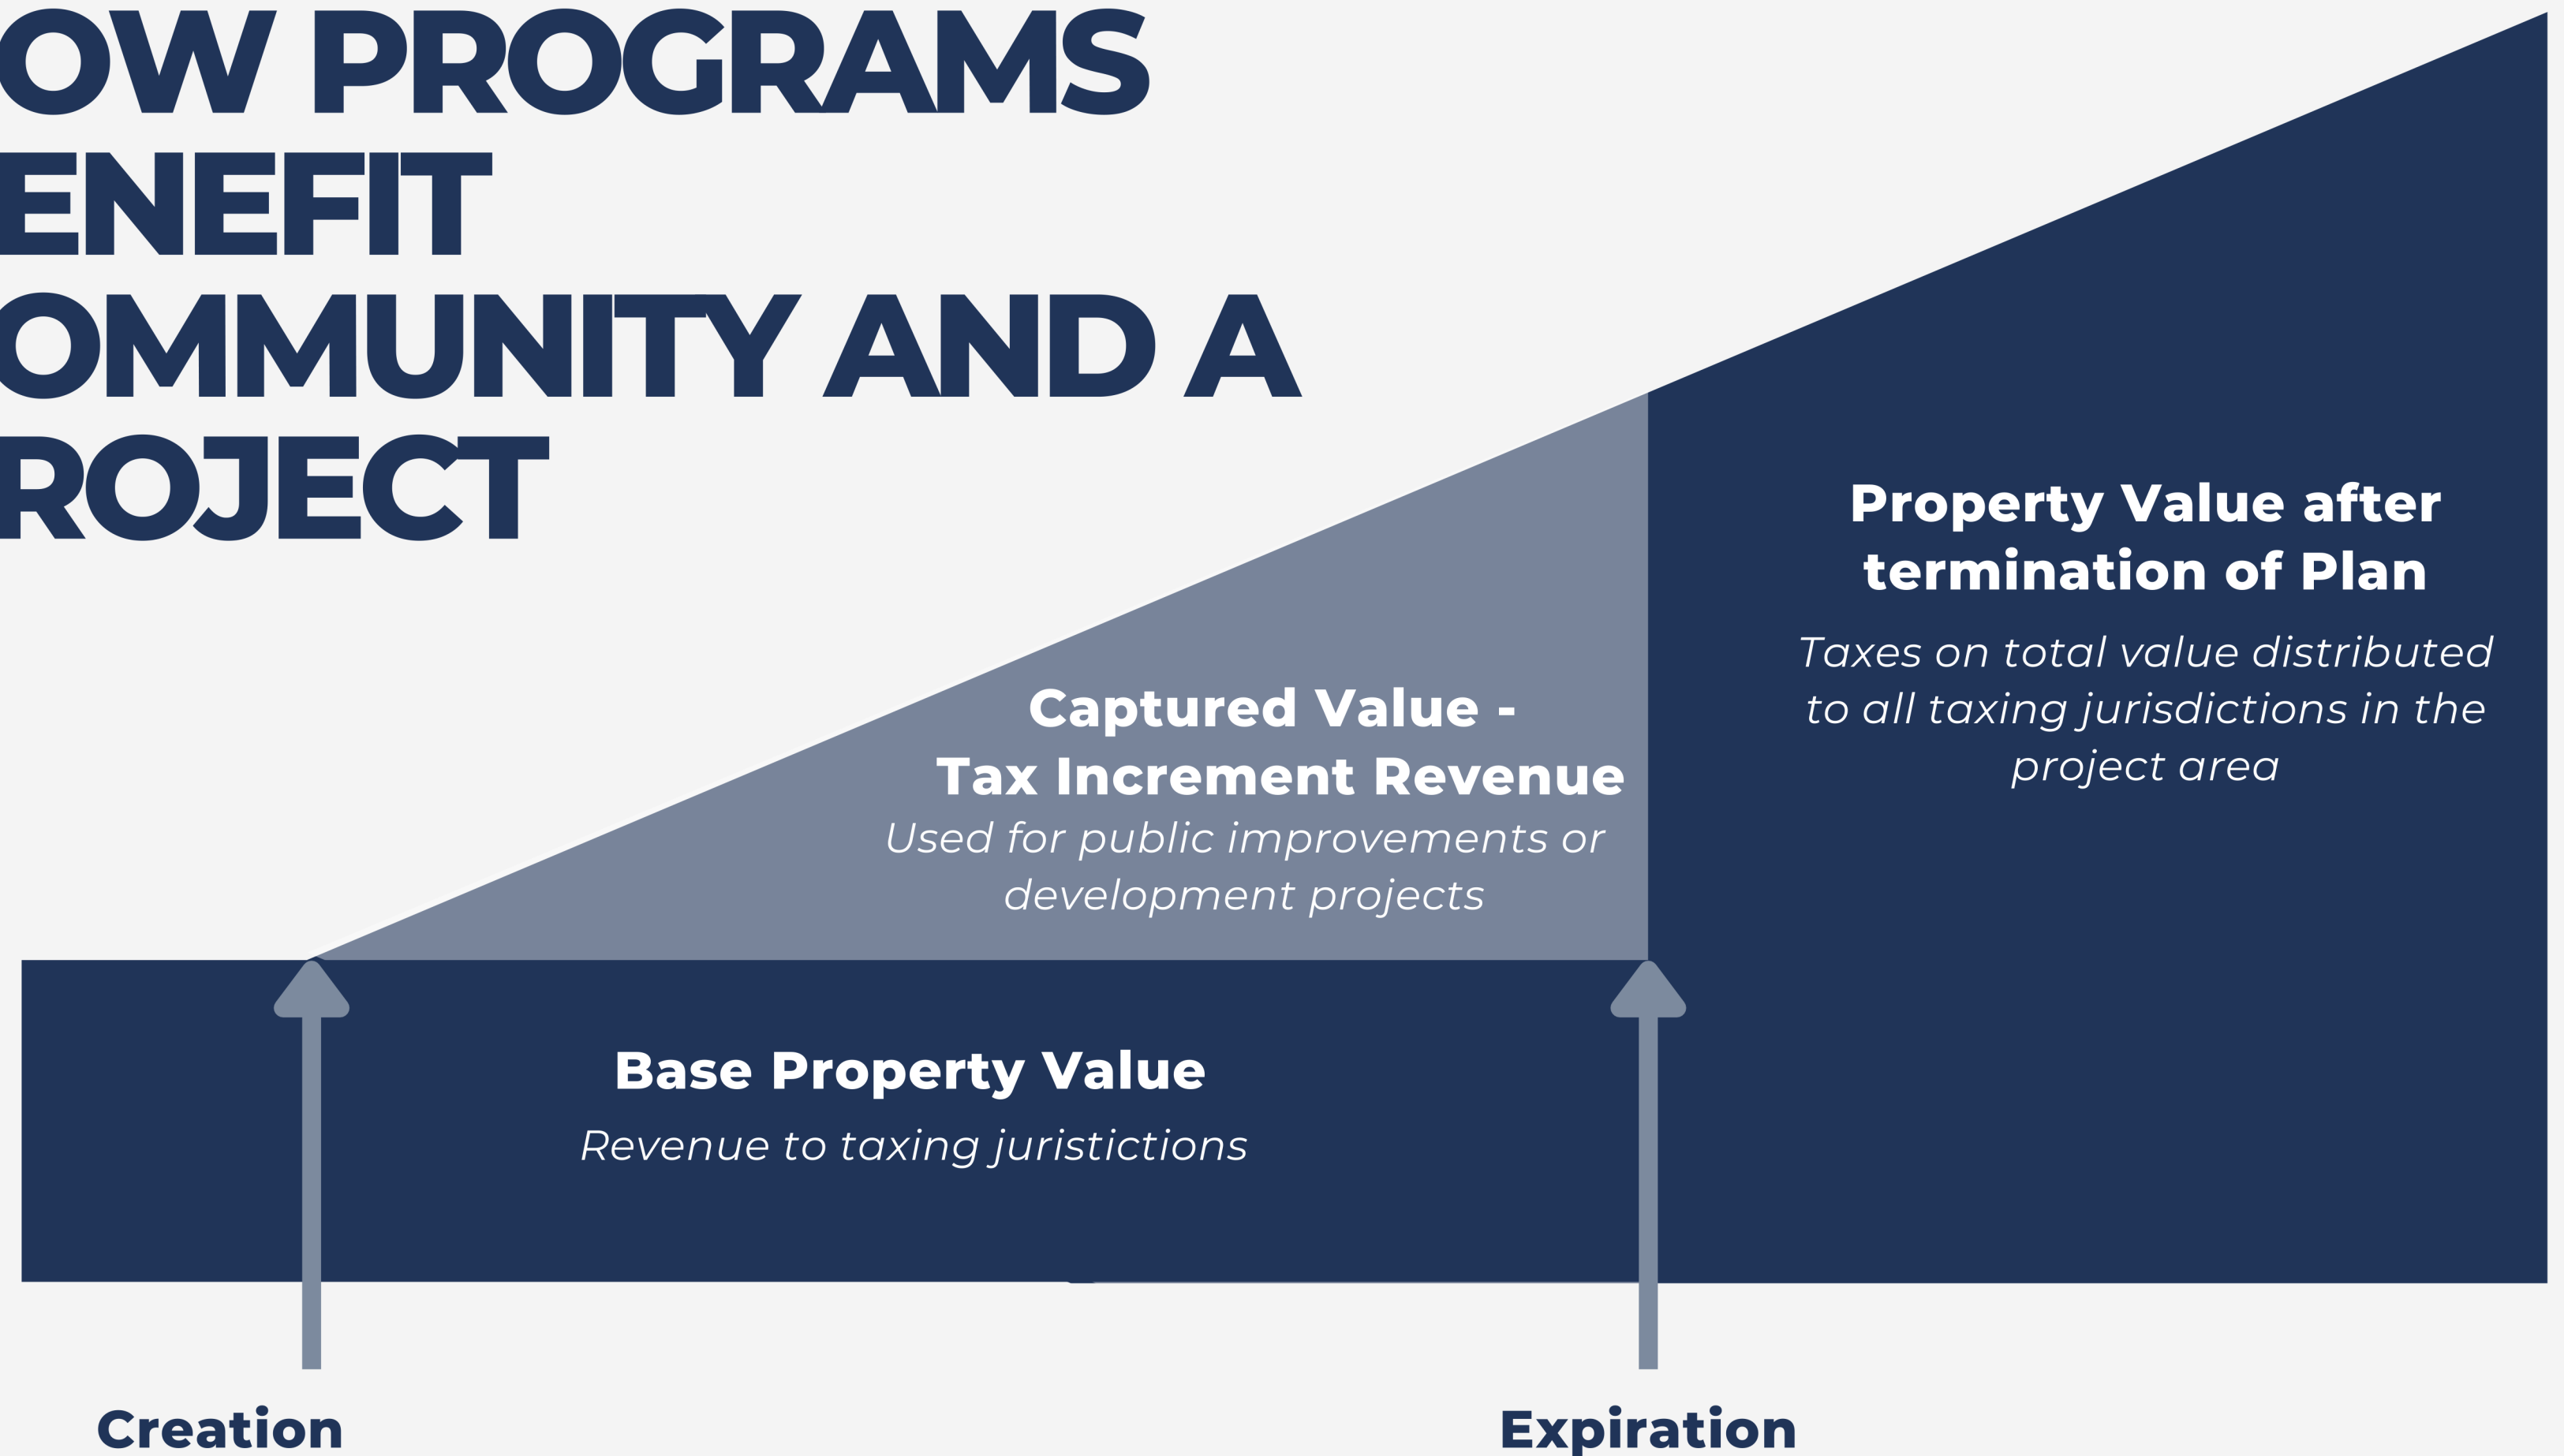 OW PROGRAMS
ENEFIT
OMMUNITY AND A
ROJECT
Property Value after
termination of Plan
Taxes on total value distributed
to all taxing jurisdictions in the
project area
Captured Value -
Tax Increment Revenue
Used for public improvements or
development projects
Base Property Value
Revenue to taxing juristictions
Creation
Expiration